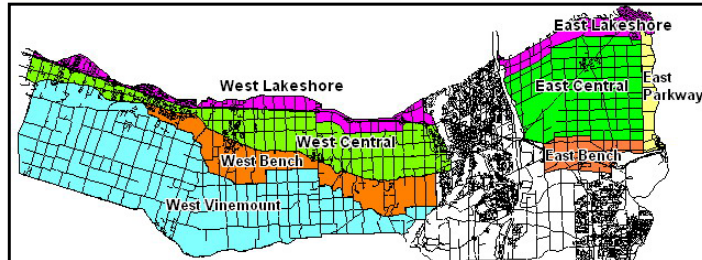 East Lakeshore
West Lakeshore
East Central
East
Parkway
West Central
West Bench
East Bench
West Vinemount